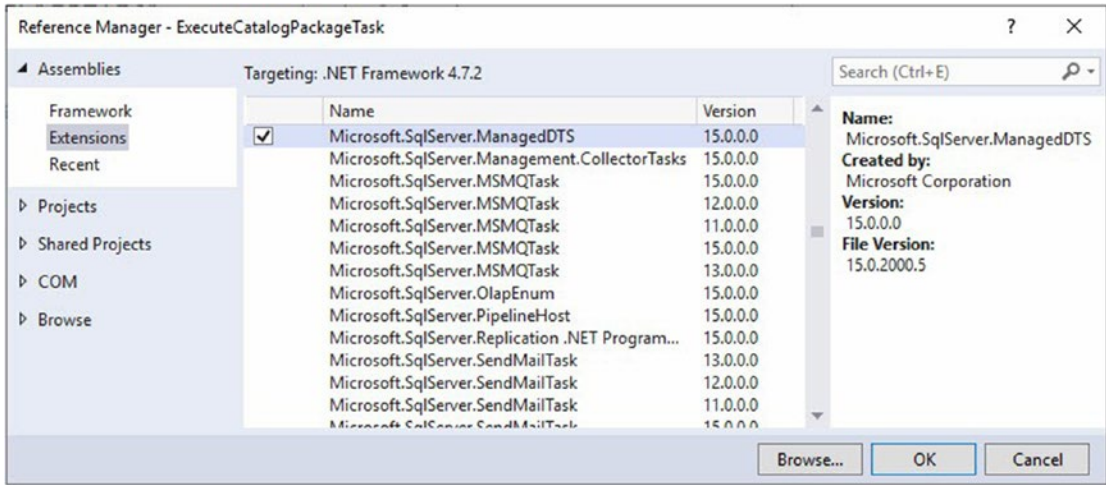 Reference Manager - ExecuteCatalogPackageTask ? ×
Assemblies
Framework
Extensions
Recent
Projects
Shared Projects
COM
Browse
Targeting: .NET Framework 4.7.2
Name Version
Microsoft.SqlServer.ManagedDTS 15.0.0.0
Microsoft.SqlServer.Management.CollectorTasks 15.0.0.0
Microsoft.SqlServer.MSMQTask 15.0.0.0
Microsoft.SqlServer.MSMQTask 12.0.0.0
Microsoft.SqlServer.MSMQTask 11.0.0.0
Microsoft.SqlServer.MSMQTask 15.0.0.0
Microsoft.SqlServer.MSMQTask 13.0.0.0
Microsoft.SqlServer.OlapEnum 15.0.0.0
Microsoft.SqlServer.PipelineHost 15.0.0.0
Microsoft.SqlServer.Replication .NET Program... 15.0.0.0
Microsoft.SqlServer.SendMailTask 13.0.0.0
Microsoft.SqlServer.SendMailTask 12.0.0.0
Microsoft.SqlServer.SendMailTask 11.0.0.0
Microsoft.SqlServer.SendMailTask 15.0.0.0
Search (Ctrl+E)
Name:
Microsoft.SqlServer.ManagedDTS
Created by:
Microsoft Corporation
Version:
15.0.0.0
File Version:
15.0.2000.5
Browse... OK Cancel